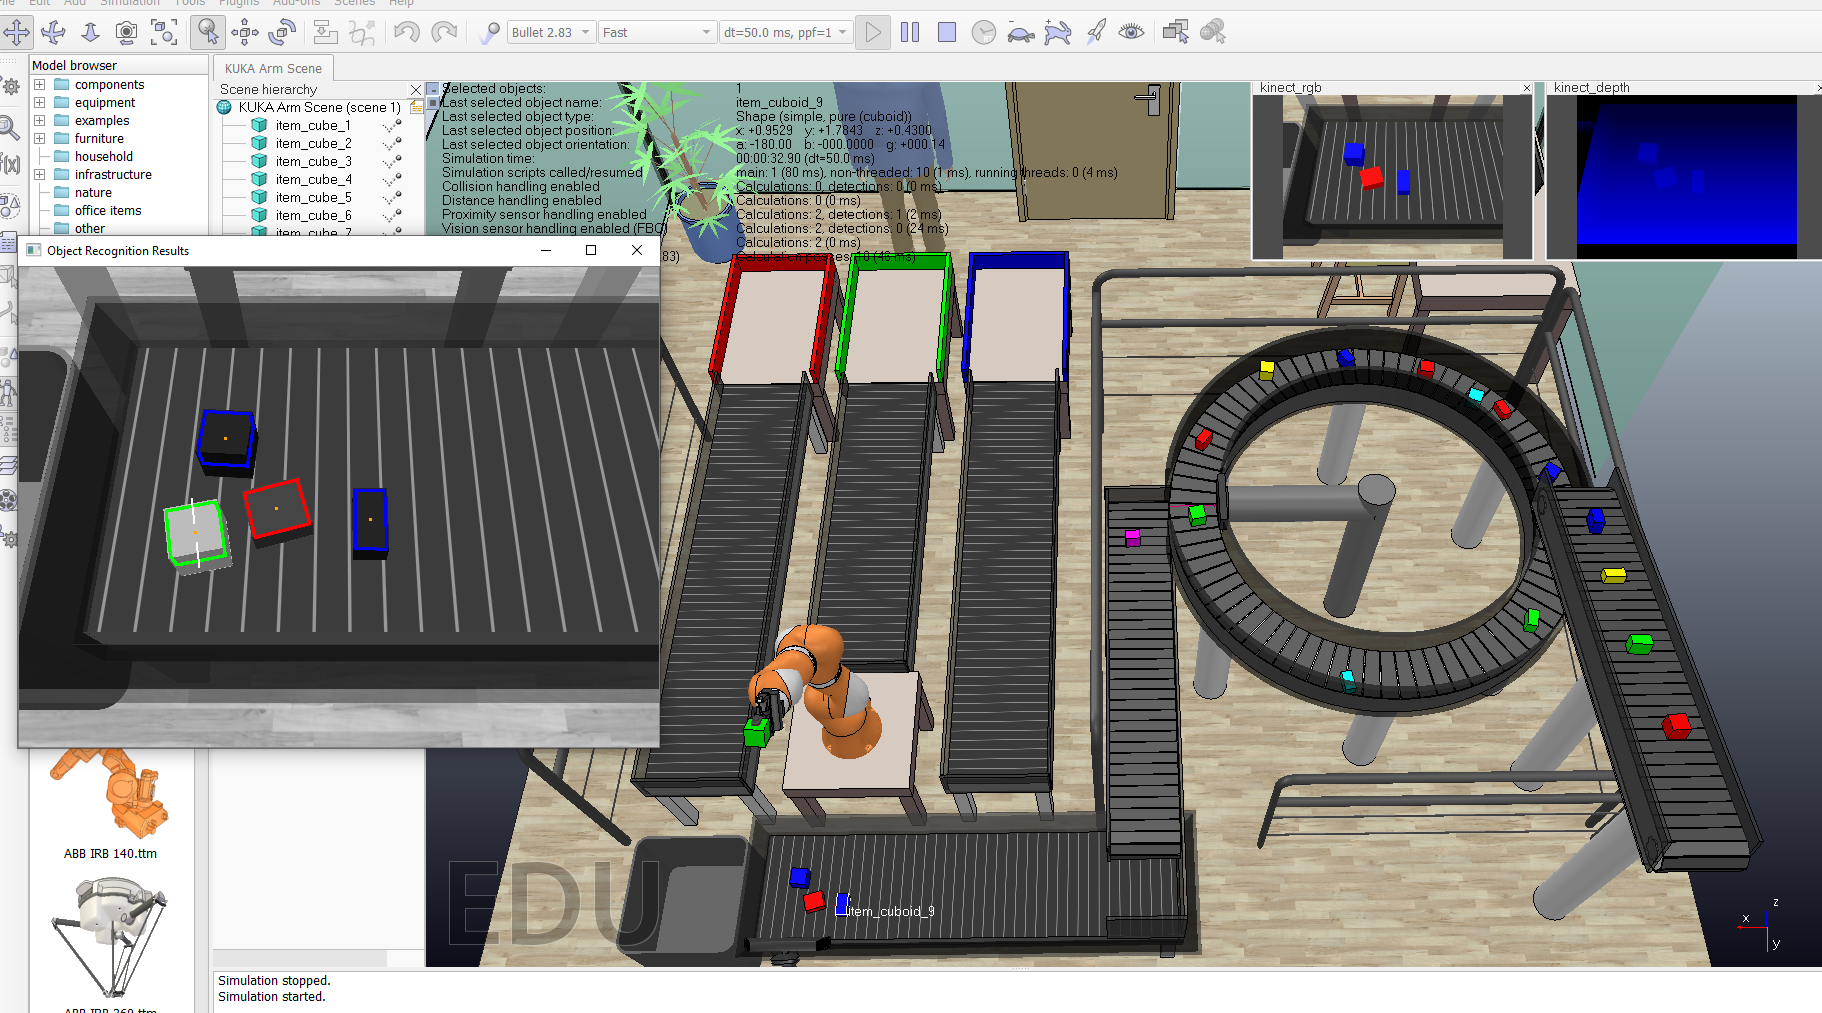 File Edit Add Simulation Tools Plugins Add-ons Scenes Help
Bullet 2.83 Fast dt=50.0 ms, ppf=1
Model browser
components
equipment
examples
furniture
household
infrastructure
nature
office items
other
KUKA Arm Scene
Scene hierarchy
KUKA Arm Scene (scene 1)
item_cube_1
item_cube_2
item_cube_3
item_cube_4
item_cube_5
item_cube_6
item_cube_7
Selected objects: 1
Last selected object name: item_cuboid_9
Last selected object type: Shape (simple, pure (cuboid))
Last selected object position: x: +0.9529 y: +1.7843 z: +0.4300
Last selected object orientation: a: -180.00 b: -000.0000 g: +000.14
Simulation time: 00:00:32.90 (dt=50.0 ms)
Simulation scripts called/resumed main: 1 (80 ms), non-threaded: 10 (1 ms), running threads: 0 (4 ms)
Collision handling enabled Calculations: 0, detections: 0 (0 ms)
Distance handling enabled Calculations: 0 (0 ms)
Proximity sensor handling enabled Calculations: 2, detections: 1 (2 ms)
Vision sensor handling enabled (FBO) Calculations: 2, detections: 0 (24 ms)
Calculations: 2 (0 ms)
83) Calculation passes: 10 (46 ms)
kinect_rgb
kinect_depth
Object Recognition Results
item_cuboid_9
EDU
z
x
y
ABB IRB 140.ttm
ABB IRB 360.ttm
Simulation stopped.
Simulation started.